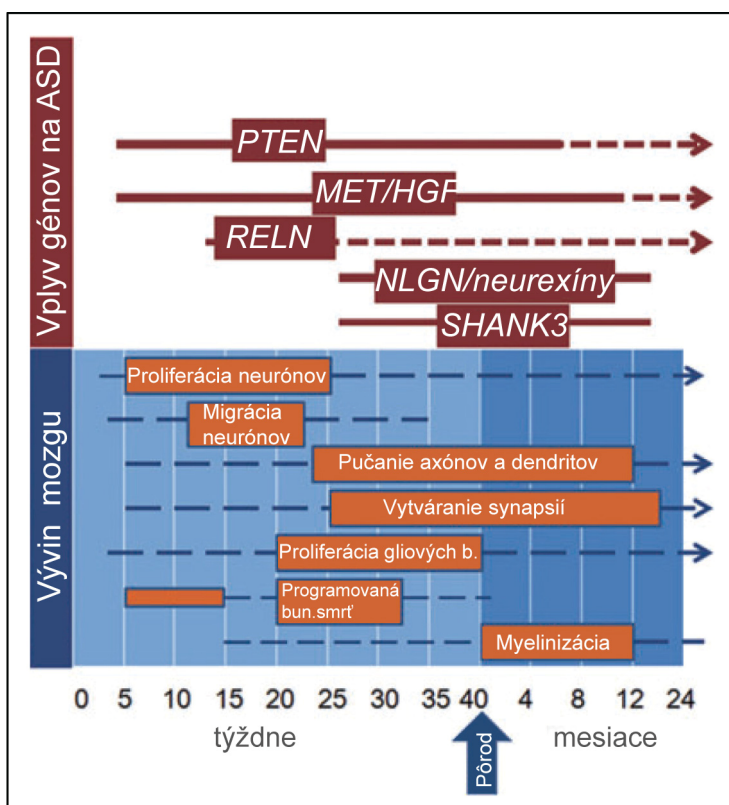 Vplyv génov na ASD
PTEN
MET/HGF
RELN
NLGN/neurexíny
SHANK3
Vývin mozgu
Proliferácia neurónov
Migrácia
neurónov
Pučanie axónov a dendritov
Vytváranie synapsií
Proliferácia gliových b.
Programovaná
bun.smrť
Myelinizácia
0 5 10 15 20 25 30 35 40 4 8 12 24
týždne
Pôrod
mesiace